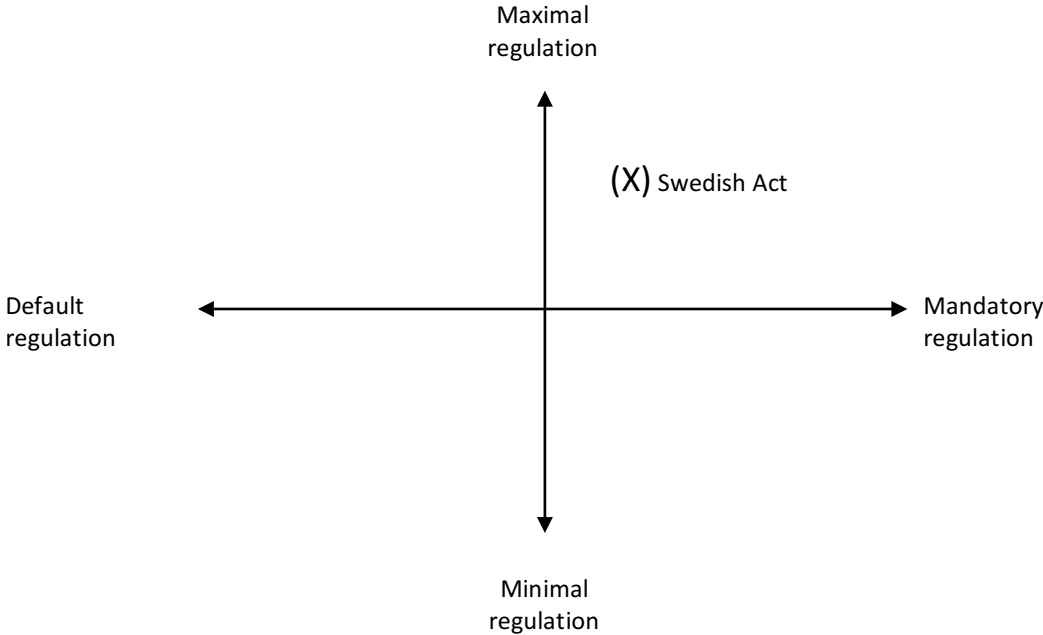 Maximal
regulation
(X) Swedish Act
Default
regulation
Mandatory
regulation
Minimal
regulation